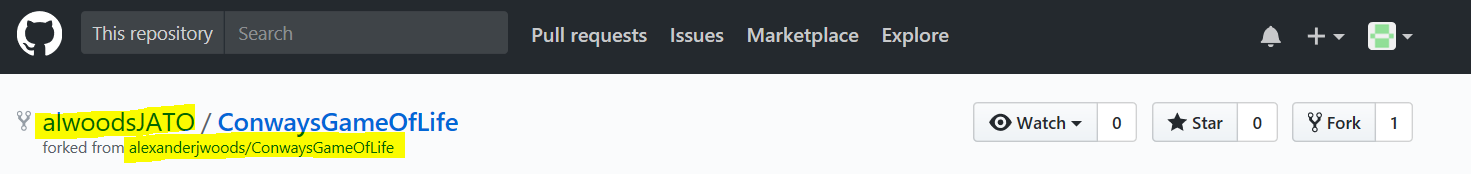 This repository Search Pull requests Issues Marketplace Explore
alwoodsJATO / ConwaysGameOfLife Watch 0 Star 0 Fork 1
forked from alexanderjwoods/ConwaysGameOfLife